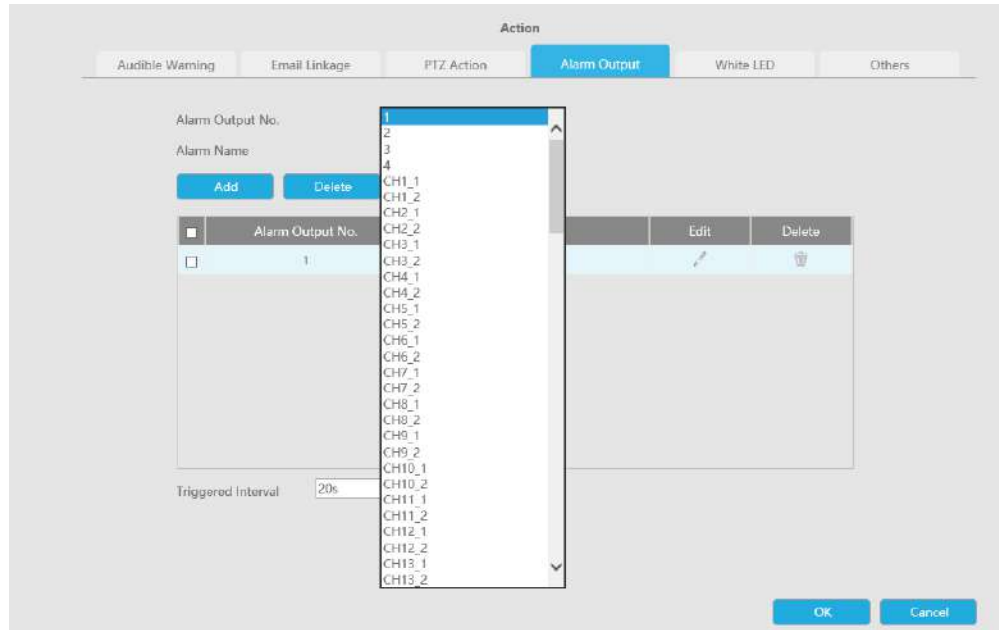 Action
Audible Warning Email Linkage PTZ Action Alarm Output White LED Others
Alarm Output No.
Alarm Name
Add Delete
1
2
3
4
CH1_1
CH1_2
CH2_1
CH2_2
CH3_1
CH3_2
CH4_1
CH4_2
CH5_1
CH5_2
CH6_1
CH6_2
CH7_1
CH7_2
CH8_1
CH8_2
CH9_1
CH9_2
CH10_1
CH10_2
CH11_1
CH11_2
CH12_1
CH12_2
CH13_1
CH13_2
Alarm Output No. Edit Delete
1
Triggered Interval 20s
OK Cancel